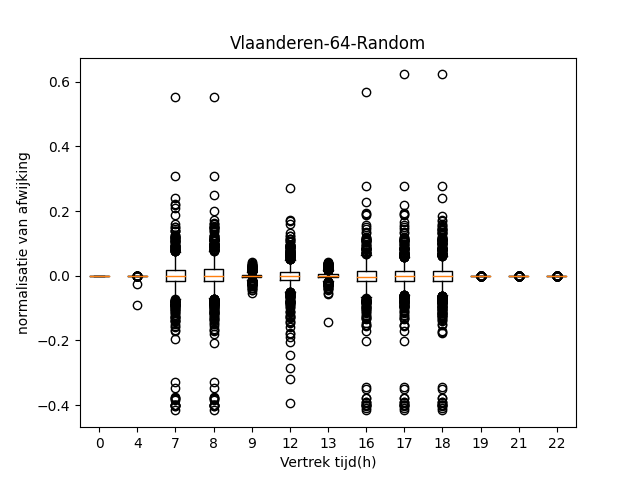 Vlaanderen-64-Random
normalisatie van afwijking
0.6
0.4
0.2
0.0
−0.2
−0.4
0 4 7 8 9 12 13 16 17 18 19 21 22
Vertrek tijd(h)